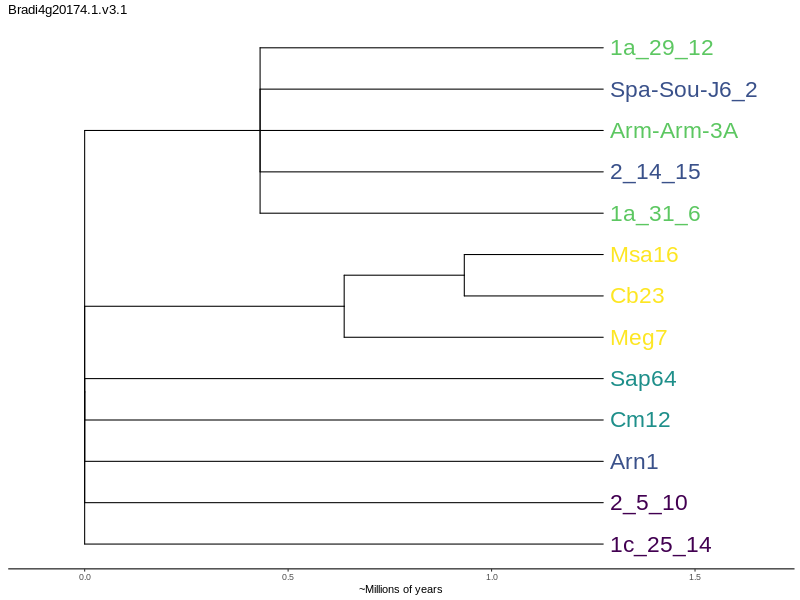 Bradi4g20174.1.v3.1
1a_29_12
Spa-Sou-J6_2
Arm-Arm-3A
2_14_15
1a_31_6
Msa16
Cb23
Meg7
Sap64
Cm12
Arn1
2_5_10
1c_25_14
0.0 0.5 1.0 1.5
~Millions of years